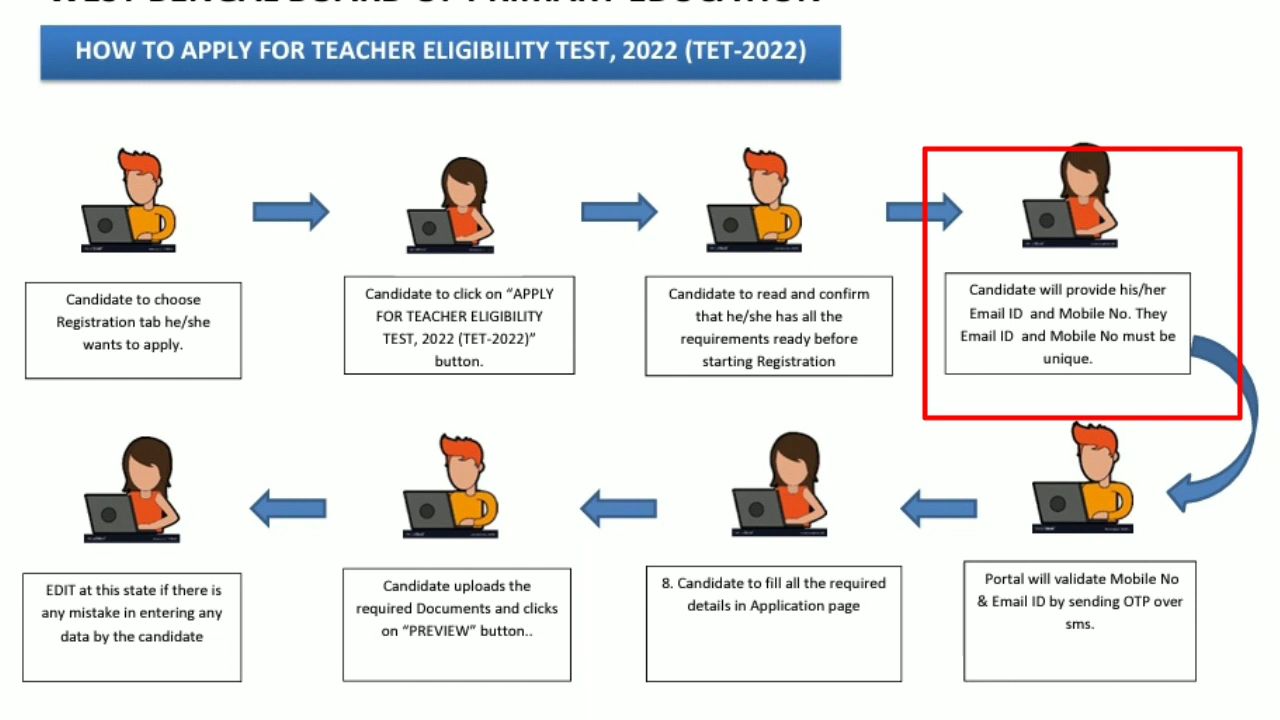 WEST BENGAL BOARD OF PRIMARY EDUCATION
HOW TO APPLY FOR TEACHER ELIGIBILITY TEST, 2022 (TET-2022)
Candidate to choose
Registration tab he/she
wants to apply.
Candidate to click on “APPLY
FOR TEACHER ELIGIBILITY
TEST, 2022 (TET-2022)”
button.
Candidate to read and confirm
that he/she has all the
requirements ready before
starting Registration
Candidate will provide his/her
Email ID and Mobile No. They
Email ID and Mobile No must be
unique.
Portal will validate Mobile No
& Email ID by sending OTP over
sms.
8. Candidate to fill all the required
details in Application page
Candidate uploads the
required Documents and clicks
on “PREVIEW” button..
EDIT at this state if there is
any mistake in entering any
data by the candidate